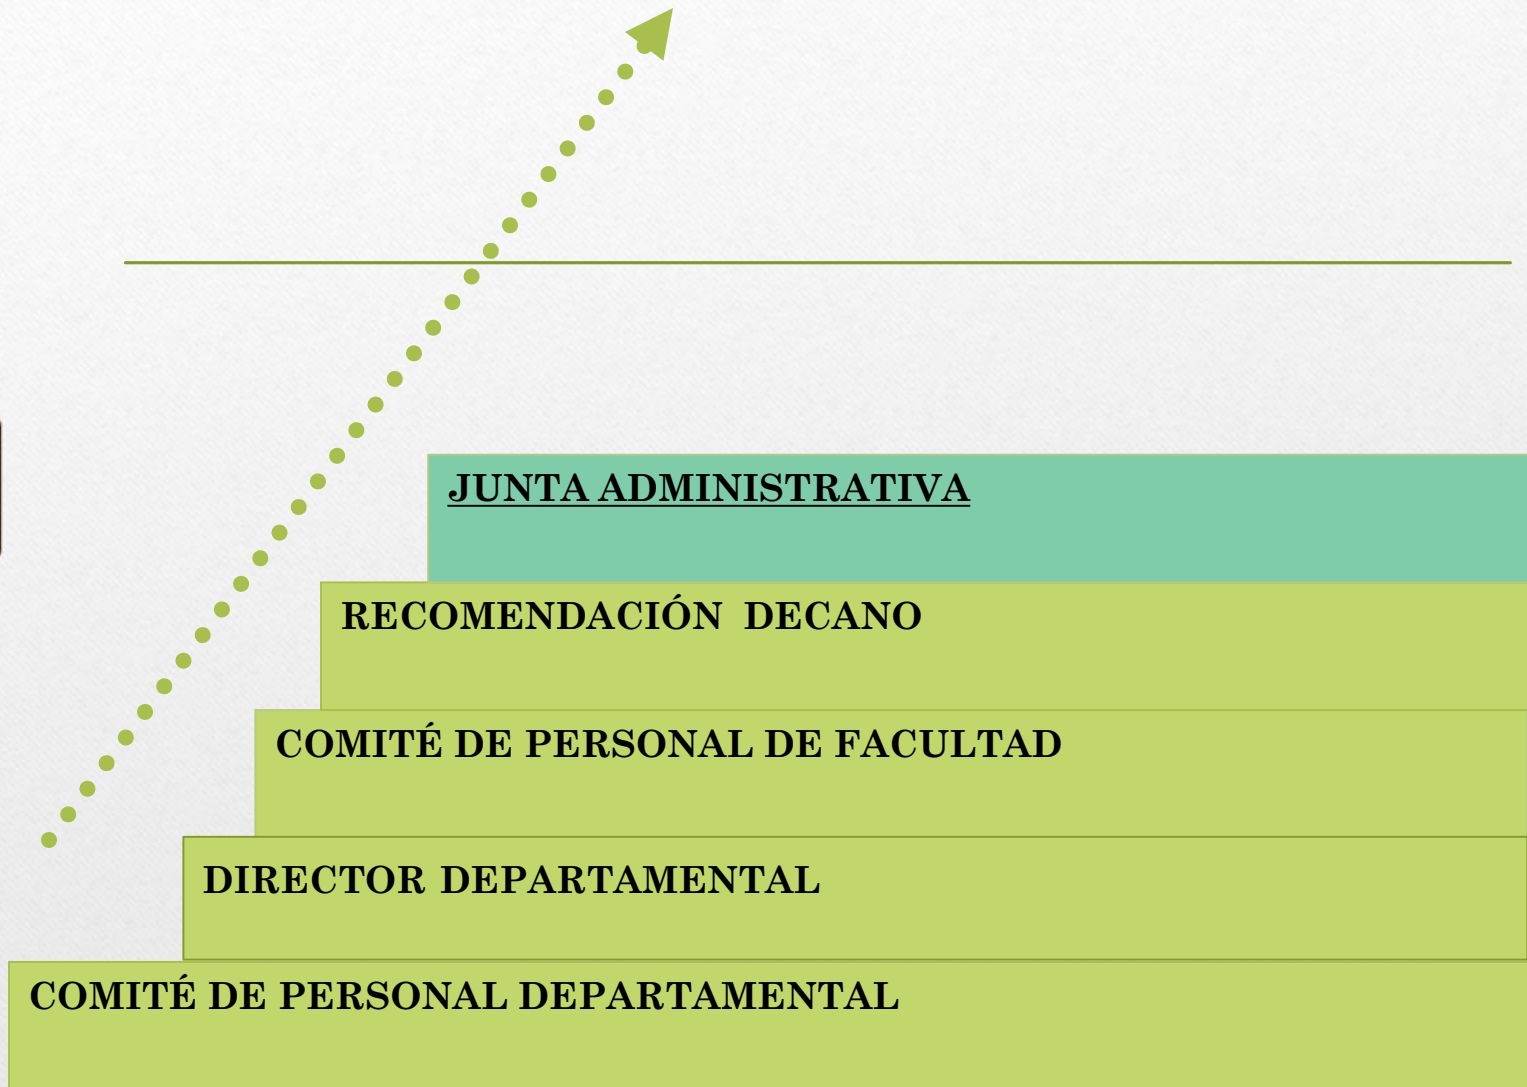 JUNTA ADMINISTRATIVA
RECOMENDACIÓN  DECANO
COMITÉ DE PERSONAL DE FACULTAD
DIRECTOR DEPARTAMENTAL
COMITÉ DE PERSONAL DEPARTAMENTAL